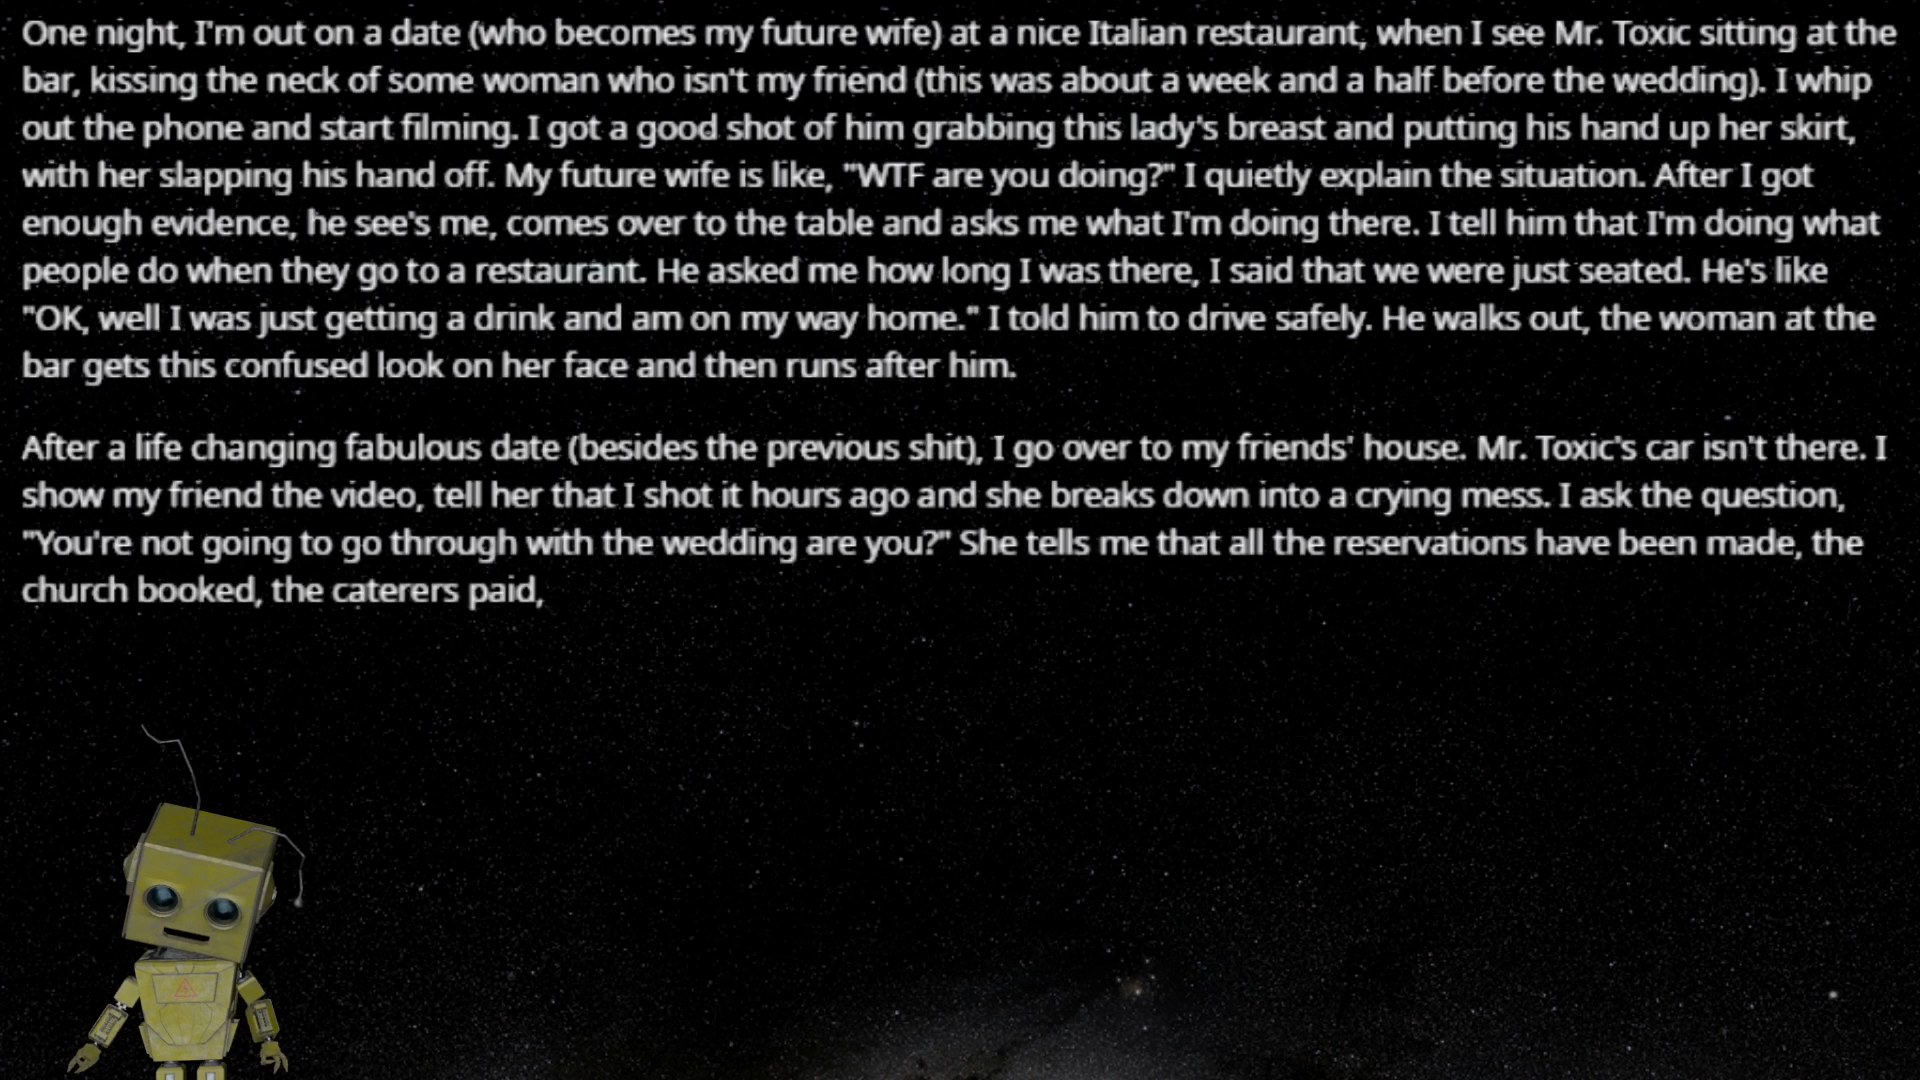 One night, I'm out on a date (who becomes my future wife) at a nice Italian restaurant, when I see Mr. Toxic sitting at the
bar, kissing the neck of some woman who isn't my friend (this was about a week and a half before the wedding). I whip
out the phone and start filming. I got a good shot of him grabbing this lady's breast and putting his hand up her skirt,
with her slapping his hand off. My future wife is like, "WTF are you doing?" I quietly explain the situation. After I got
enough evidence, he see's me, comes over to the table and asks me what I'm doing there. I tell him that I'm doing what
people do when they go to a restaurant. He asked me how long I was there, I said that we were just seated. He's like
"OK, well I was just getting a drink and am on my way home." I told him to drive safely. He walks out, the woman at the
bar gets this confused look on her face and then runs after him.
After a life changing fabulous date (besides the previous shit), I go over to my friends' house. Mr. Toxic's car isn't there. I
show my friend the video, tell her that I shot it hours ago and she breaks down into a crying mess. I ask the question,
"You're not going to go through with the wedding are you?" She tells me that all the reservations have been made, the
church booked, the caterers paid,